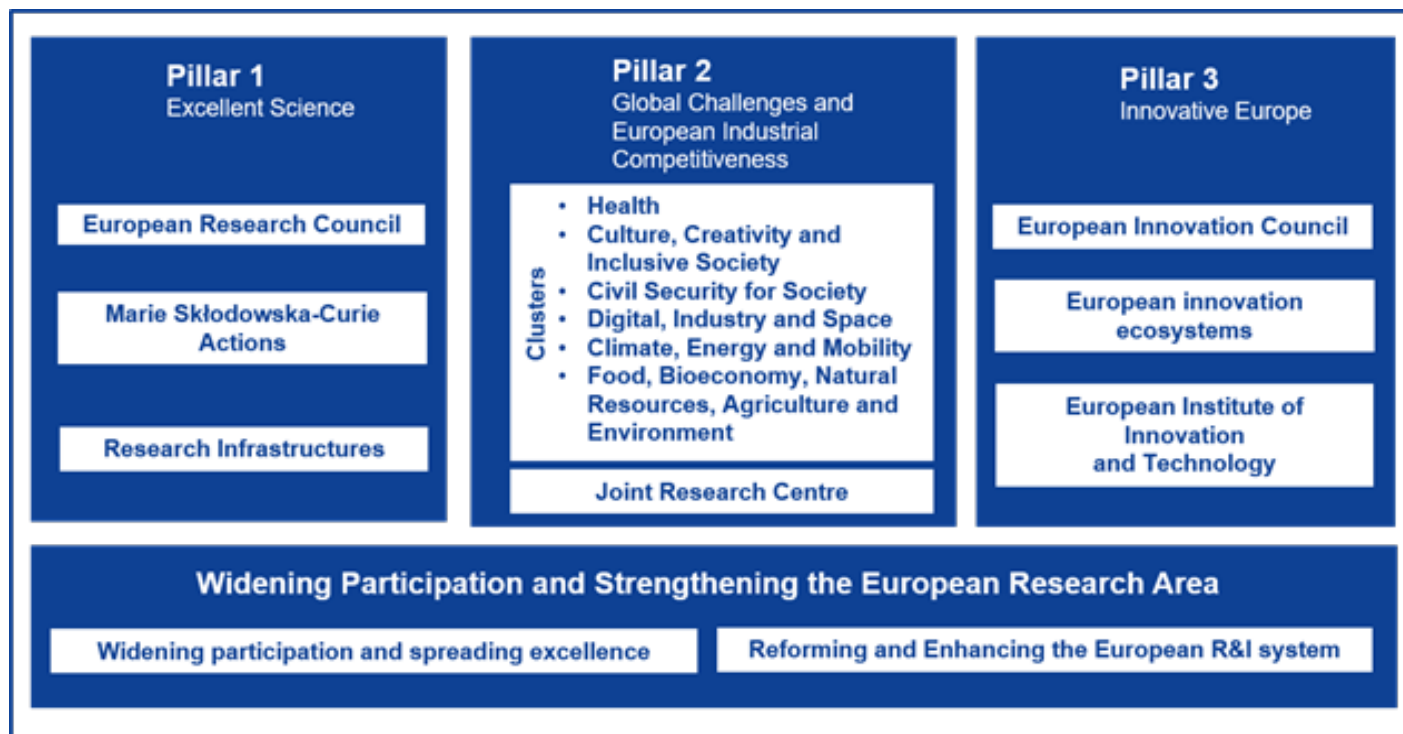 Pillar 1
Excellent Science
European Research Council
Marie Skłodowska-Curie
Actions
Research Infrastructures
Pillar 2
Global Challenges and
European Industrial
Competitiveness
Clusters
• Health
• Culture, Creativity and
Inclusive Society
• Civil Security for Society
• Digital, Industry and Space
• Climate, Energy and Mobility
• Food, Bioeconomy, Natural
Resources, Agriculture and
Environment
Joint Research Centre
Pillar 3
Innovative Europe
European Innovation Council
European innovation
ecosystems
European Institute of
Innovation
and Technology
Widening Participation and Strengthening the European Research Area
Widening participation and spreading excellence
Reforming and Enhancing the European R&I system